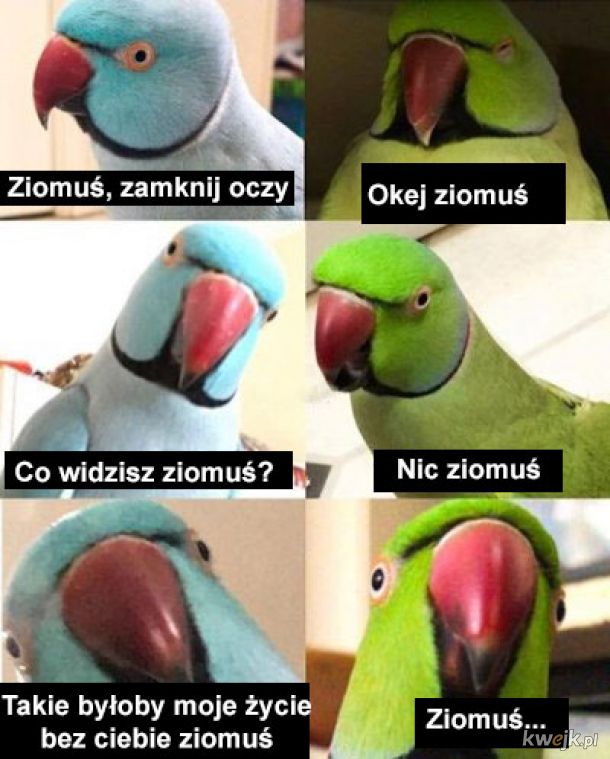 Ziomuś, zamknij oczy
Okej ziomuś
Co widzisz ziomuś?
Nic ziomuś
Takie byłoby moje życie
bez ciebie ziomuś
Ziomuś...
kwejk.pl